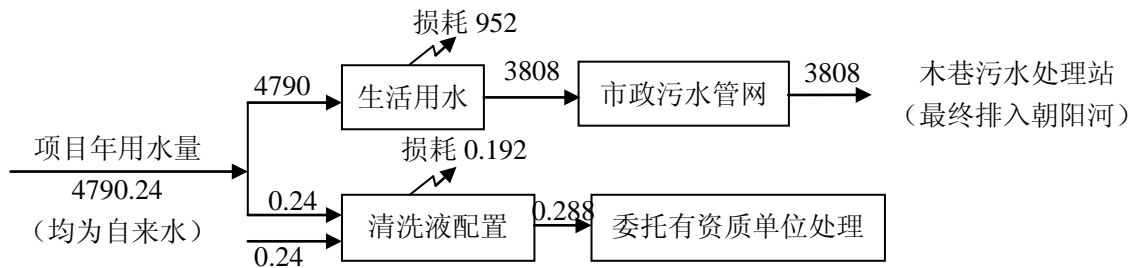 损耗 952
4790
生活用水
3808
市政污水管网
3808
木巷污水处理站
（最终排入朝阳河）
项目年用水量
4790.24
（均为自来水）
损耗 0.192
0.24
清洗液配置
0.288
委托有资质单位处理
0.24